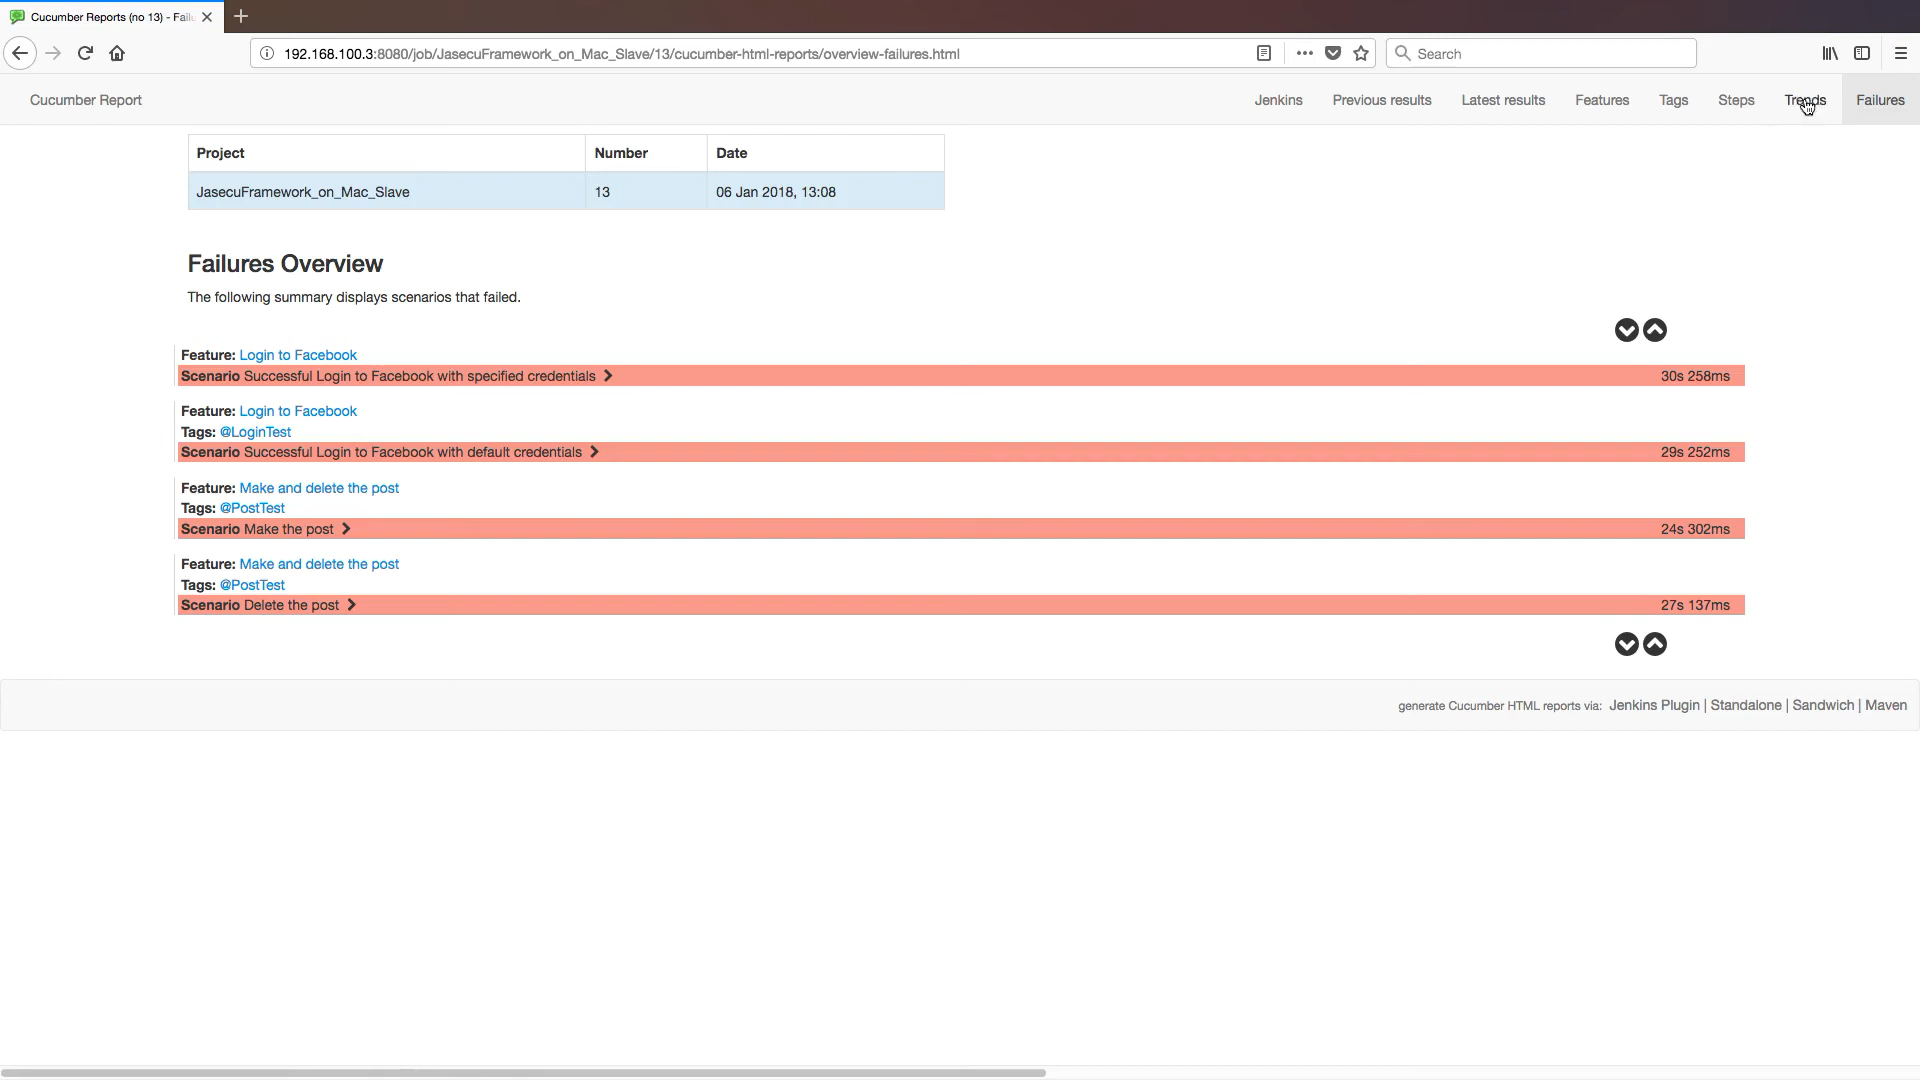 Cucumber Reports (no 13) - Failu
192.168.100.3:8080/job/JasecuFramework_on_Mac_Slave/13/cucumber-html-reports/overview-failures.html
Search
Cucumber Report
Jenkins Previous results Latest results Features Tags Steps Trends Failures
Project Number Date
JasecuFramework_on_Mac_Slave 13 06 Jan 2018, 13:08
Failures Overview
The following summary displays scenarios that failed.
Feature: Login to Facebook
Scenario Successful Login to Facebook with specified credentials 30s 258ms
Feature: Login to Facebook
Tags: @LoginTest
Scenario Successful Login to Facebook with default credentials 29s 252ms
Feature: Make and delete the post
Tags: @PostTest
Scenario Make the post 24s 302ms
Feature: Make and delete the post
Tags: @PostTest
Scenario Delete the post 27s 137ms
generate Cucumber HTML reports via: Jenkins Plugin | Standalone | Sandwich | Maven